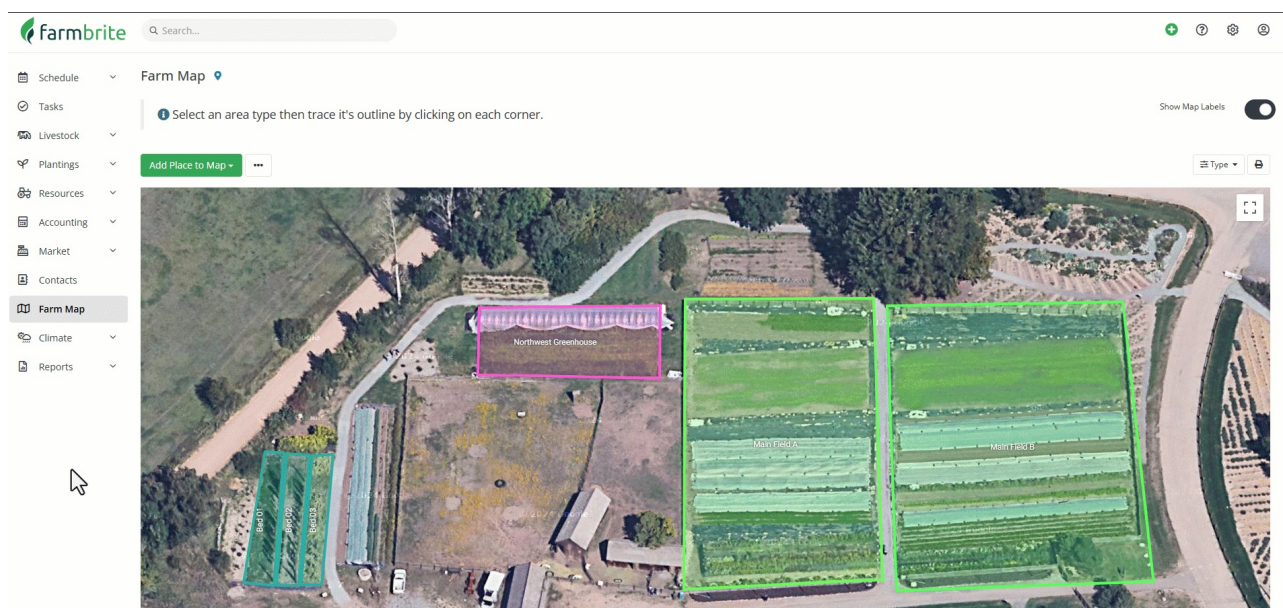 farmbrite
Search...
Schedule
Tasks
Livestock
Plantings
Resources
Accounting
Market
Contacts
Farm Map
Climate
Reports
Farm Map
Select an area type then trace it's outline by clicking on each corner.
Show Map Labels
Add Place to Map
Type
Northwest Greenhouse
Main Field A
Main Field B
Bed 01
Bed 02
Bed 03